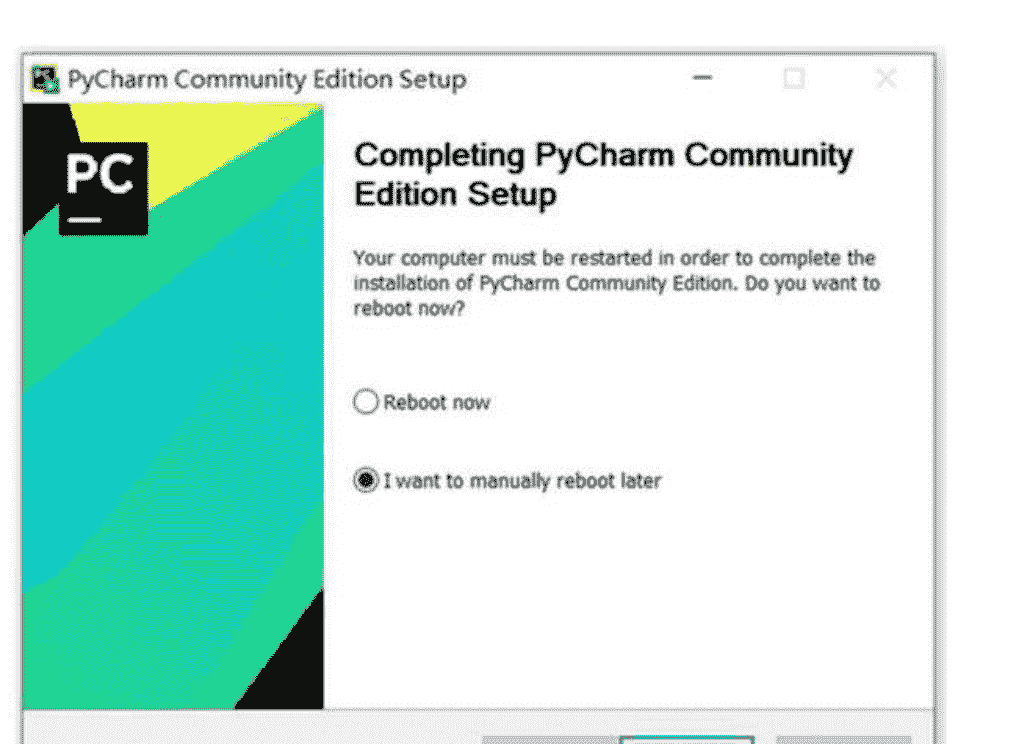 PyCharm Community Edition Setup
PC
Completing PyCharm Community
Edition Setup
Your computer must be restarted in order to complete the
installation of PyCharm Community Edition. Do you want to
reboot now?
Reboot now
I want to manually reboot later